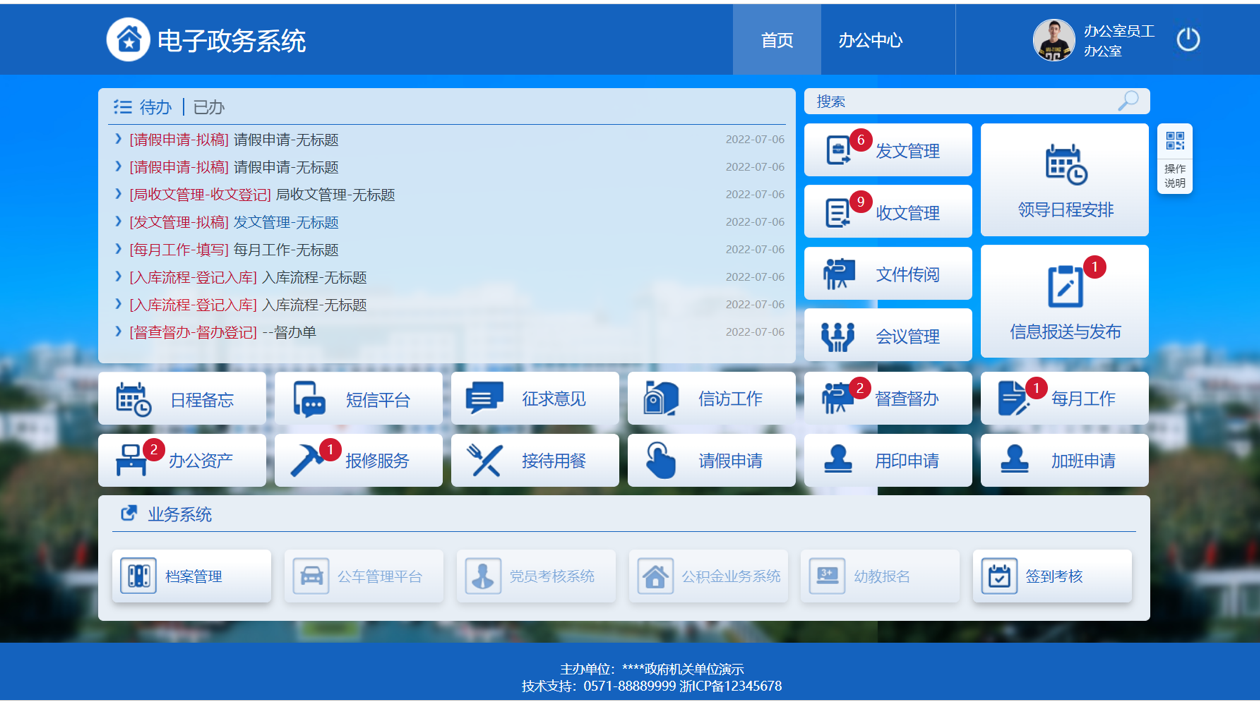 电子政务系统
首页
办公中心
办公室员工
办公室
待办 | 已办
[请假申请-拟稿] 请假申请-无标题 2022-07-06
[请假申请-拟稿] 请假申请-无标题 2022-07-06
[局收文管理-收文登记] 局收文管理-无标题 2022-07-06
[发文管理-拟稿] 发文管理-无标题 2022-07-06
[每月工作-填写] 每月工作-无标题 2022-07-06
[入库流程-登记入库] 入库流程-无标题 2022-07-06
[入库流程-登记入库] 入库流程-无标题 2022-07-06
[督查督办-督办登记] --督办单 2022-07-06
搜索
6 发文管理
9 收文管理
文件传阅
会议管理
领导日程安排
1
信息报送与发布
操作
说明
日程备忘
短信平台
征求意见
信访工作
2 督查督办
1 每月工作
2 办公资产
1 报修服务
接待用餐
请假申请
用印申请
加班申请
业务系统
档案管理
公车管理平台
党员考核系统
公积金业务系统
3+ 幼教报名
签到考核
主办单位：****政府机关单位演示
技术支持：0571-88889999 浙ICP备12345678